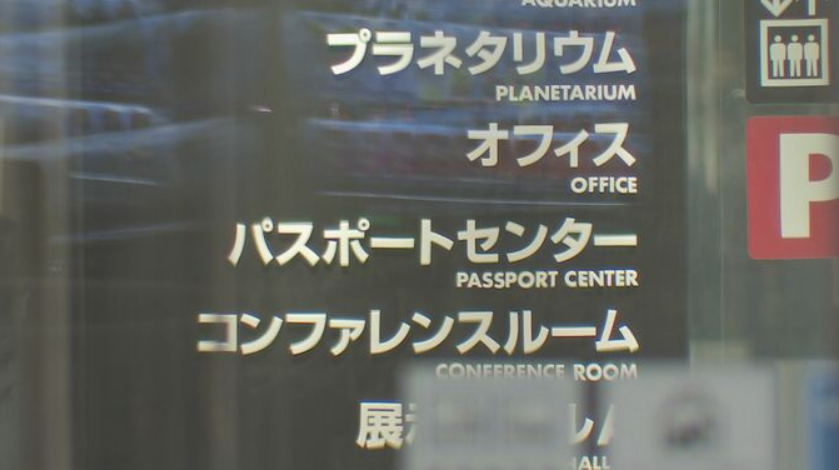 AQUARIUM
プラネタリウム
PLANETARIUM
オフィス
OFFICE
パスポートセンター
PASSPORT CENTER
コンファレンスルーム
CONFERENCE ROOM
P